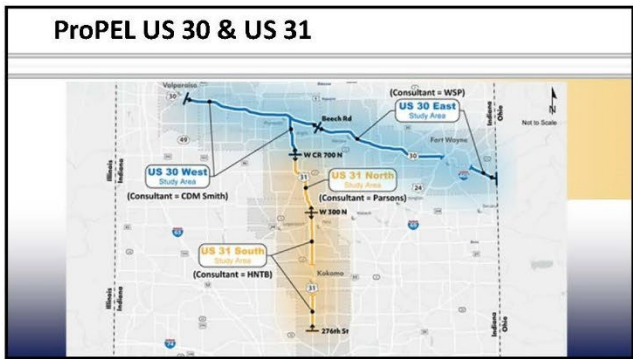 ProPEL US 30 & US 31
Valparaiso
30
49
Beech Rd
(Consultant = WSP)
US 30 East
Study Area
Indiana
Ohio
N
Not to Scale
Fort Wayne
30
W CR 700 N
Illinois
Indiana
US 30 West
Study Area
(Consultant = CDM Smith)
31
US 31 North
Study Area
(Consultant = Parsons)
24
W 300 N
65
69
US 31 South
Study Area
(Consultant = HNTB)
Kokomo
31
276th St
Illinois
Indiana
Indiana
Ohio
74